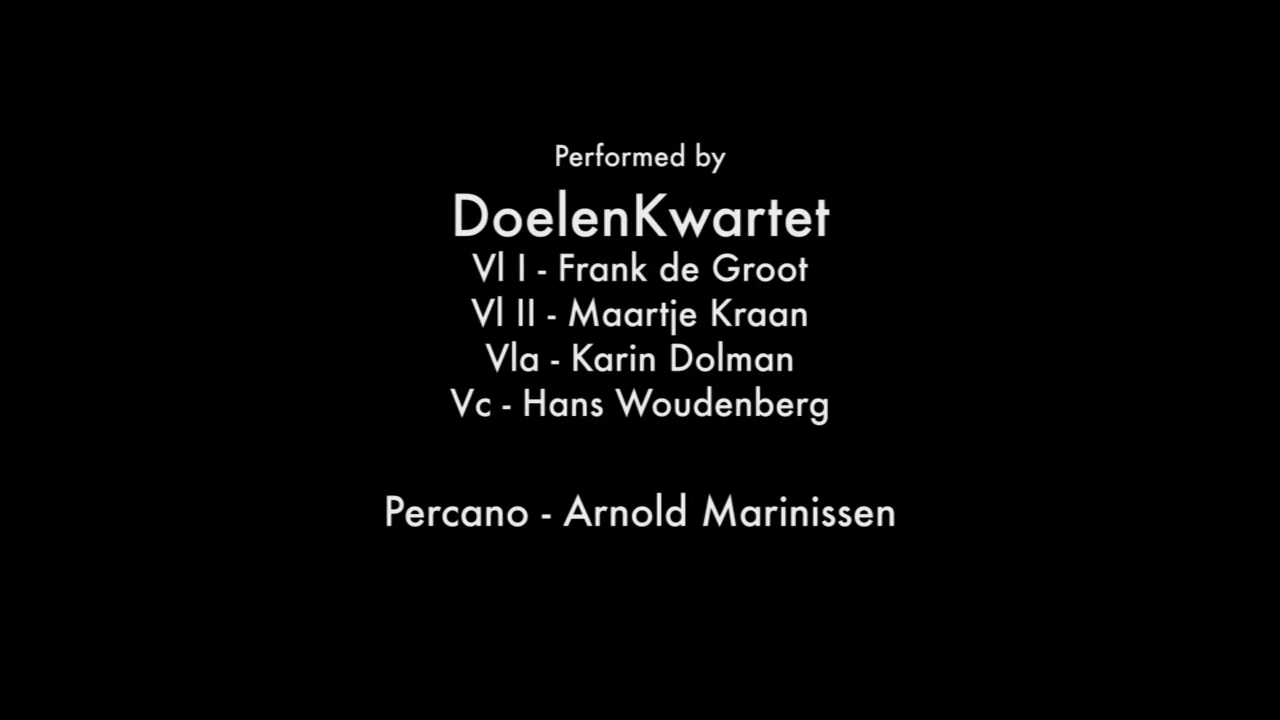 Performed by
DoelenKwartet
Vl I - Frank de Groot
Vl II - Maartje Kraan
Vla - Karin Dolman
Vc - Hans Woudenberg
Percano - Arnold Marinissen